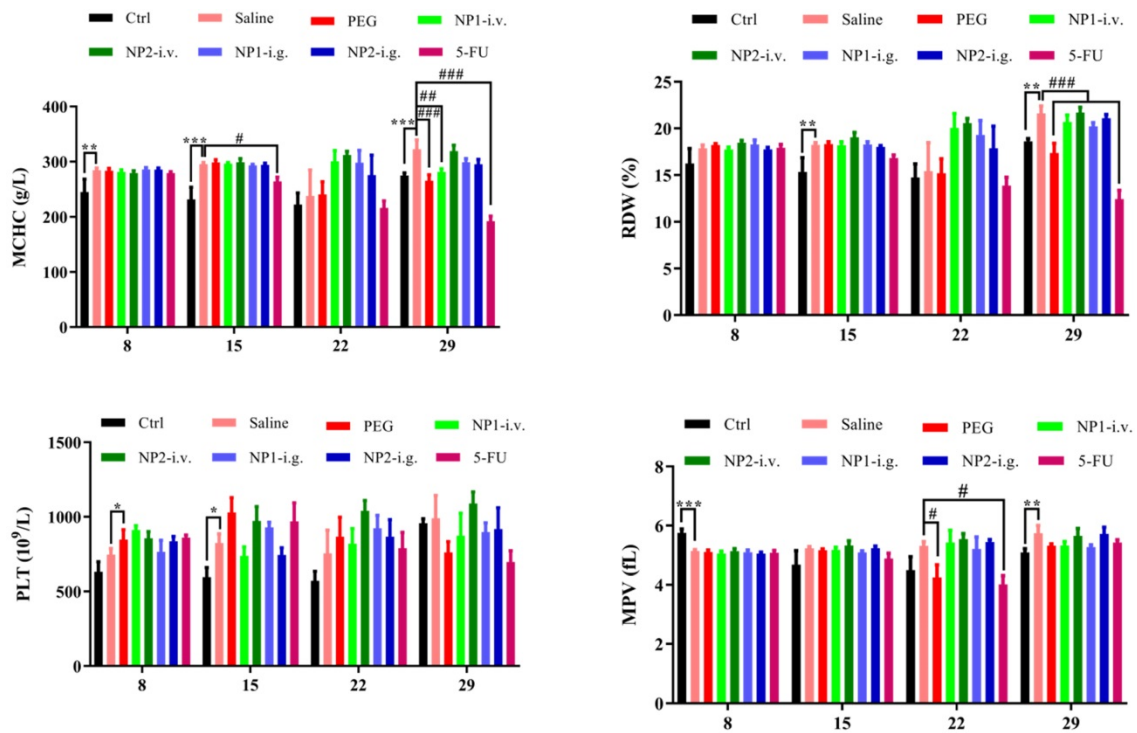 Ctrl Saline PEG NP1-i.v.
NP2-i.v. NP1-i.g. NP2-i.g. 5-FU
MCHC (g/L)
400
300
200
100
0
8 15 22 29
** *** # *** ### ## ###
Ctrl Saline PEG NP1-i.v.
NP2-i.v. NP1-i.g. NP2-i.g. 5-FU
RDW (%)
25
20
15
10
5
0
8 15 22 29
** ** ###
Ctrl Saline PEG NP1-i.v.
NP2-i.v. NP1-i.g. NP2-i.g. 5-FU
PLT (10⁹/L)
1500
1000
500
0
8 15 22 29
* *
Ctrl Saline PEG NP1-i.v.
NP2-i.v. NP1-i.g. NP2-i.g. 5-FU
MPV (fL)
8
6
4
2
0
8 15 22 29
*** # # **